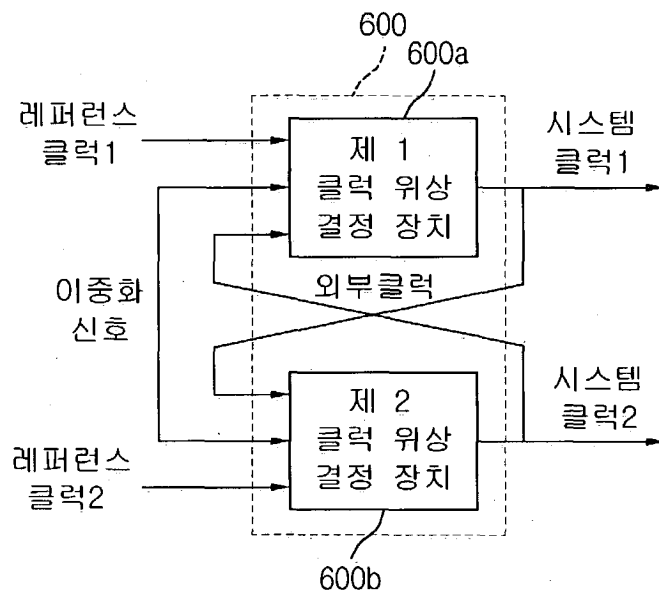 600
600a
레퍼런스
클럭1
제 1
클럭 위상
결정 장치
시스템
클럭1
이중화
신호
외부클럭
레퍼런스
클럭2
제 2
클럭 위상
결정 장치
시스템
클럭2
600b